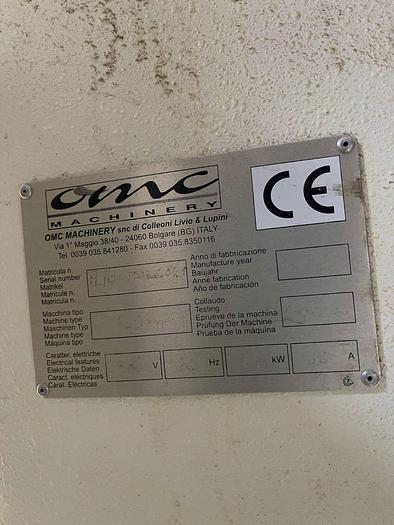 omc
MACHINERY
OMC MACHINERY snc di Colleoni Livio & Lupini
Via 1° Maggio 38/40 - 24060 Bolgare (BG) ITALY
Tel. 0039 035.841280 - Fax 0039 035.8350116
CE
Matricola n.
Serial number
Matrikel
Matricule n.
Matrícula n.
Anno di fabbricazione
Manufacture year
Baujahr
Anné fabrication
Año de fabricación
Macchina tipo
Machine type
Maschinen Typ
Machine type
Máquina tipo
Collaudo
Testing
Epreuve de la machina
Prüfung Der Machine
Prueba de la máquina
Caratter. elettriche
Electrical features
Elektrische Daten
Caract. electriques
Carat. Eléctricas
V
Hz
kW
A